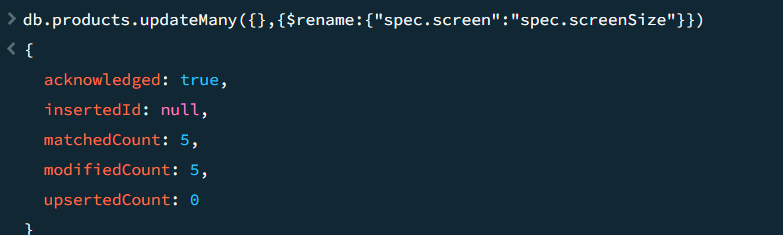 > db.products.updateMany({},{$rename:{"spec.screen":"spec.screenSize"}})
< {
acknowledged: true,
insertedId: null,
matchedCount: 5,
modifiedCount: 5,
upsertedCount: 0
}